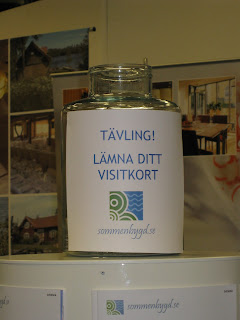 TÄVLING!
LÄMNA DITT
VISITKORT
sommenbygd.se
sommenbygd.se